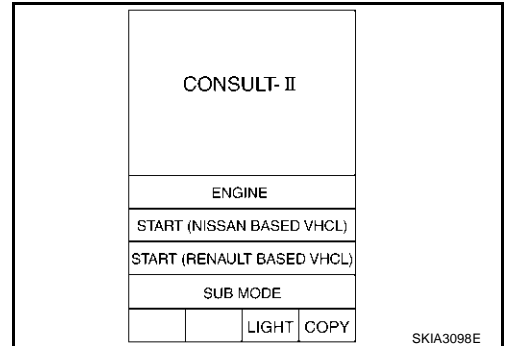 CONSULT-II
ENGINE
START (NISSAN BASED VHCL)
START (RENAULT BASED VHCL)
SUB MODE
LIGHT COPY
SKIA3098E